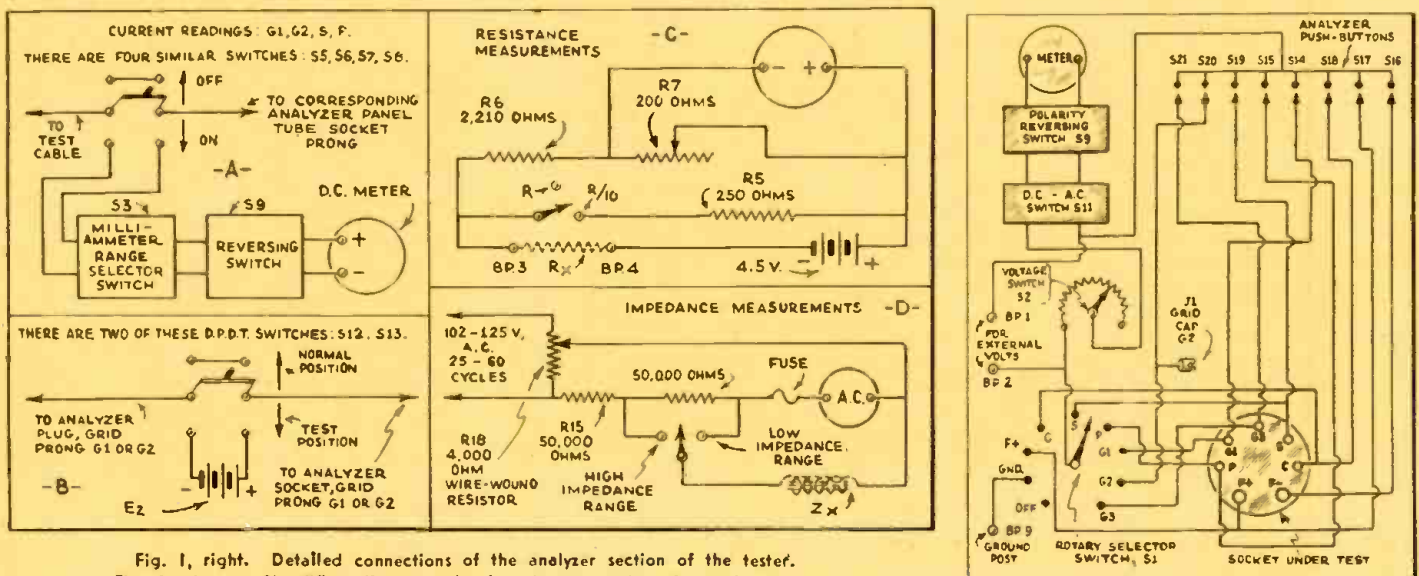 CURRENT READINGS: G1, G2, S, F.
THERE ARE FOUR SIMILAR SWITCHES: S5, S6, S7, S8.
OFF
TO
TEST
CABLE
TO CORRESPONDING
ANALYZER PANEL
TUBE SOCKET
PRONG
ON
-A-
D.C. METER
S3
S9
MILLI-
AMMETER
RANGE
SELECTOR
SWITCH
REVERSING
SWITCH
+
-
THERE ARE TWO OF THESE D.P.D.T. SWITCHES: S12. S13.
NORMAL
POSITION
TO ANALYZER
PLUG, GRID
PRONG G1 OR G2
TEST
POSITION
-B-
- +
E2
TO ANALYZER
SOCKET, GRID
PRONG G1 OR G2
RESISTANCE
MEASUREMENTS
-C-
- +
R6
2,210 OHMS
R7
200 OHMS
R
R/10
R5
250 OHMS
BP.3
RX
BP.4
4.5 V.
- +
IMPEDANCE MEASUREMENTS -D-
102-125 V.
A.C.
25-60
CYCLES
50,000 OHMS
FUSE
A.C.
R18
4,000
OHM
WIRE-WOUND
RESISTOR
R15
50,000
OHMS
HIGH
IMPEDANCE
RANGE
LOW
IMPEDANCE
RANGE
ZX
METER
ANALYZER
PUSH-BUTTONS
S21 S20 S19 S15 S14 S18 S17 S16
POLARITY
REVERSING
SWITCH S9
D.C. - A.C.
SWITCH S11
VOLTAGE
SWITCH
S2
BP.1
FOR
EXTERNAL
VOLTS
BP.2
J1
GRID
CAP
G2
S
C
P
F+
G1
GND.
G2
OFF
G3
BP.9
GROUND
POST
ROTARY SELECTOR
SWITCH, S1
G3
G1
S
P
C
F+
F-
SOCKET UNDER TEST
Fig. 1, right. Detailed connections of the analyzer section of the tester.